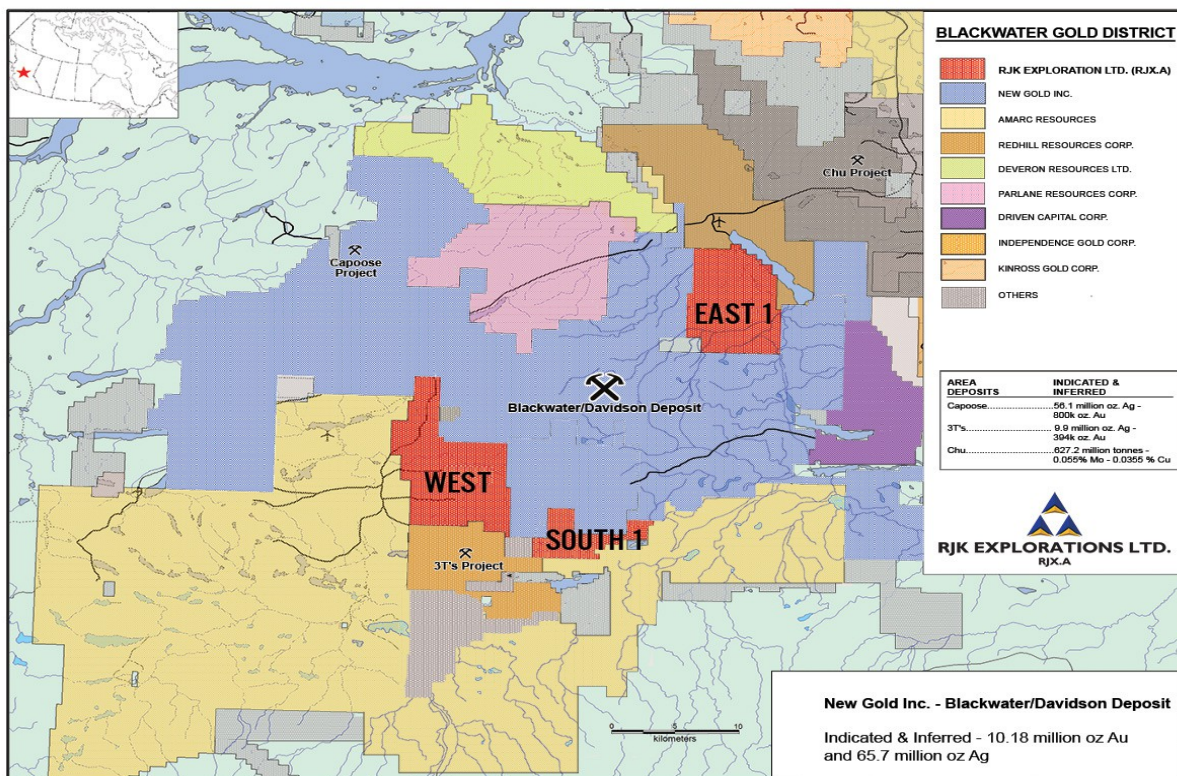 BLACKWATER GOLD DISTRICT
RJK EXPLORATION LTD. (RJX.A)
NEW GOLD INC.
AMARC RESOURCES
REDHILL RESOURCES CORP.
DEVERON RESOURCES LTD.
PARLANE RESOURCES CORP.
DRIVEN CAPITAL CORP.
INDEPENDENCE GOLD CORP.
KINROSS GOLD CORP.
OTHERS
Chu Project
Capoose
Project
EAST 1
Blackwater/Davidson Deposit
WEST
SOUTH 1
3T's Project
AREA DEPOSITS INDICATED & INFERRED
Capoose..................56.1 million oz. Ag -
800k oz. Au
3T's........................ 9.9 million oz. Ag -
394k oz. Au
Chu.........................627.2 million tonnes -
0.055% Mo - 0.0355 % Cu
RJK EXPLORATIONS LTD.
RJX.A
0 5 10
kilometers
New Gold Inc. - Blackwater/Davidson Deposit
Indicated & Inferred - 10.18 million oz Au
and 65.7 million oz Ag